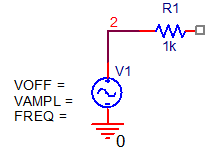 R1
2
1k
V1
VOFF =
VAMPL =
FREQ =
0